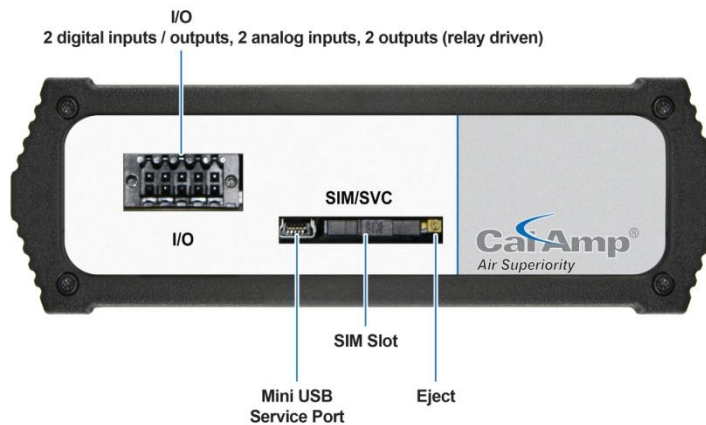 I/O
2 digital inputs / outputs, 2 analog inputs, 2 outputs (relay driven)
SIM/SVC
I/O
CalAmp®
Air Superiority
SIM Slot
Mini USB
Service Port
Eject